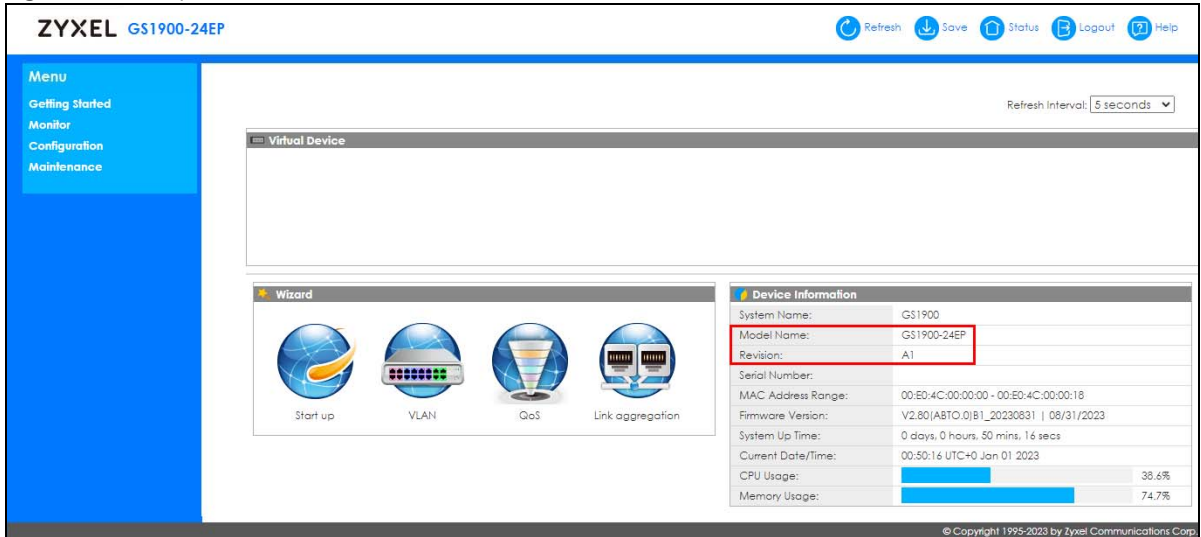 ZYXEL GS1900-24EP
Refresh Save Status Logout Help
Menu
Getting Started
Monitor
Configuration
Maintenance
Refresh Interval: 5 seconds
Virtual Device
Wizard
Start up VLAN QoS Link aggregation
Device Information
System Name: GS1900
Model Name: GS1900-24EP
Revision: A1
Serial Number:
MAC Address Range: 00:E0:4C:00:00:00 - 00:E0:4C:00:00:18
Firmware Version: V2.80(ABTO.0)B1_20230831 | 08/31/2023
System Up Time: 0 days, 0 hours, 50 mins, 16 secs
Current Date/Time: 00:50:16 UTC+0 Jan 01 2023
CPU Usage: 38.6%
Memory Usage: 74.7%
© Copyright 1995-2023 by Zyxel Communications Corp.